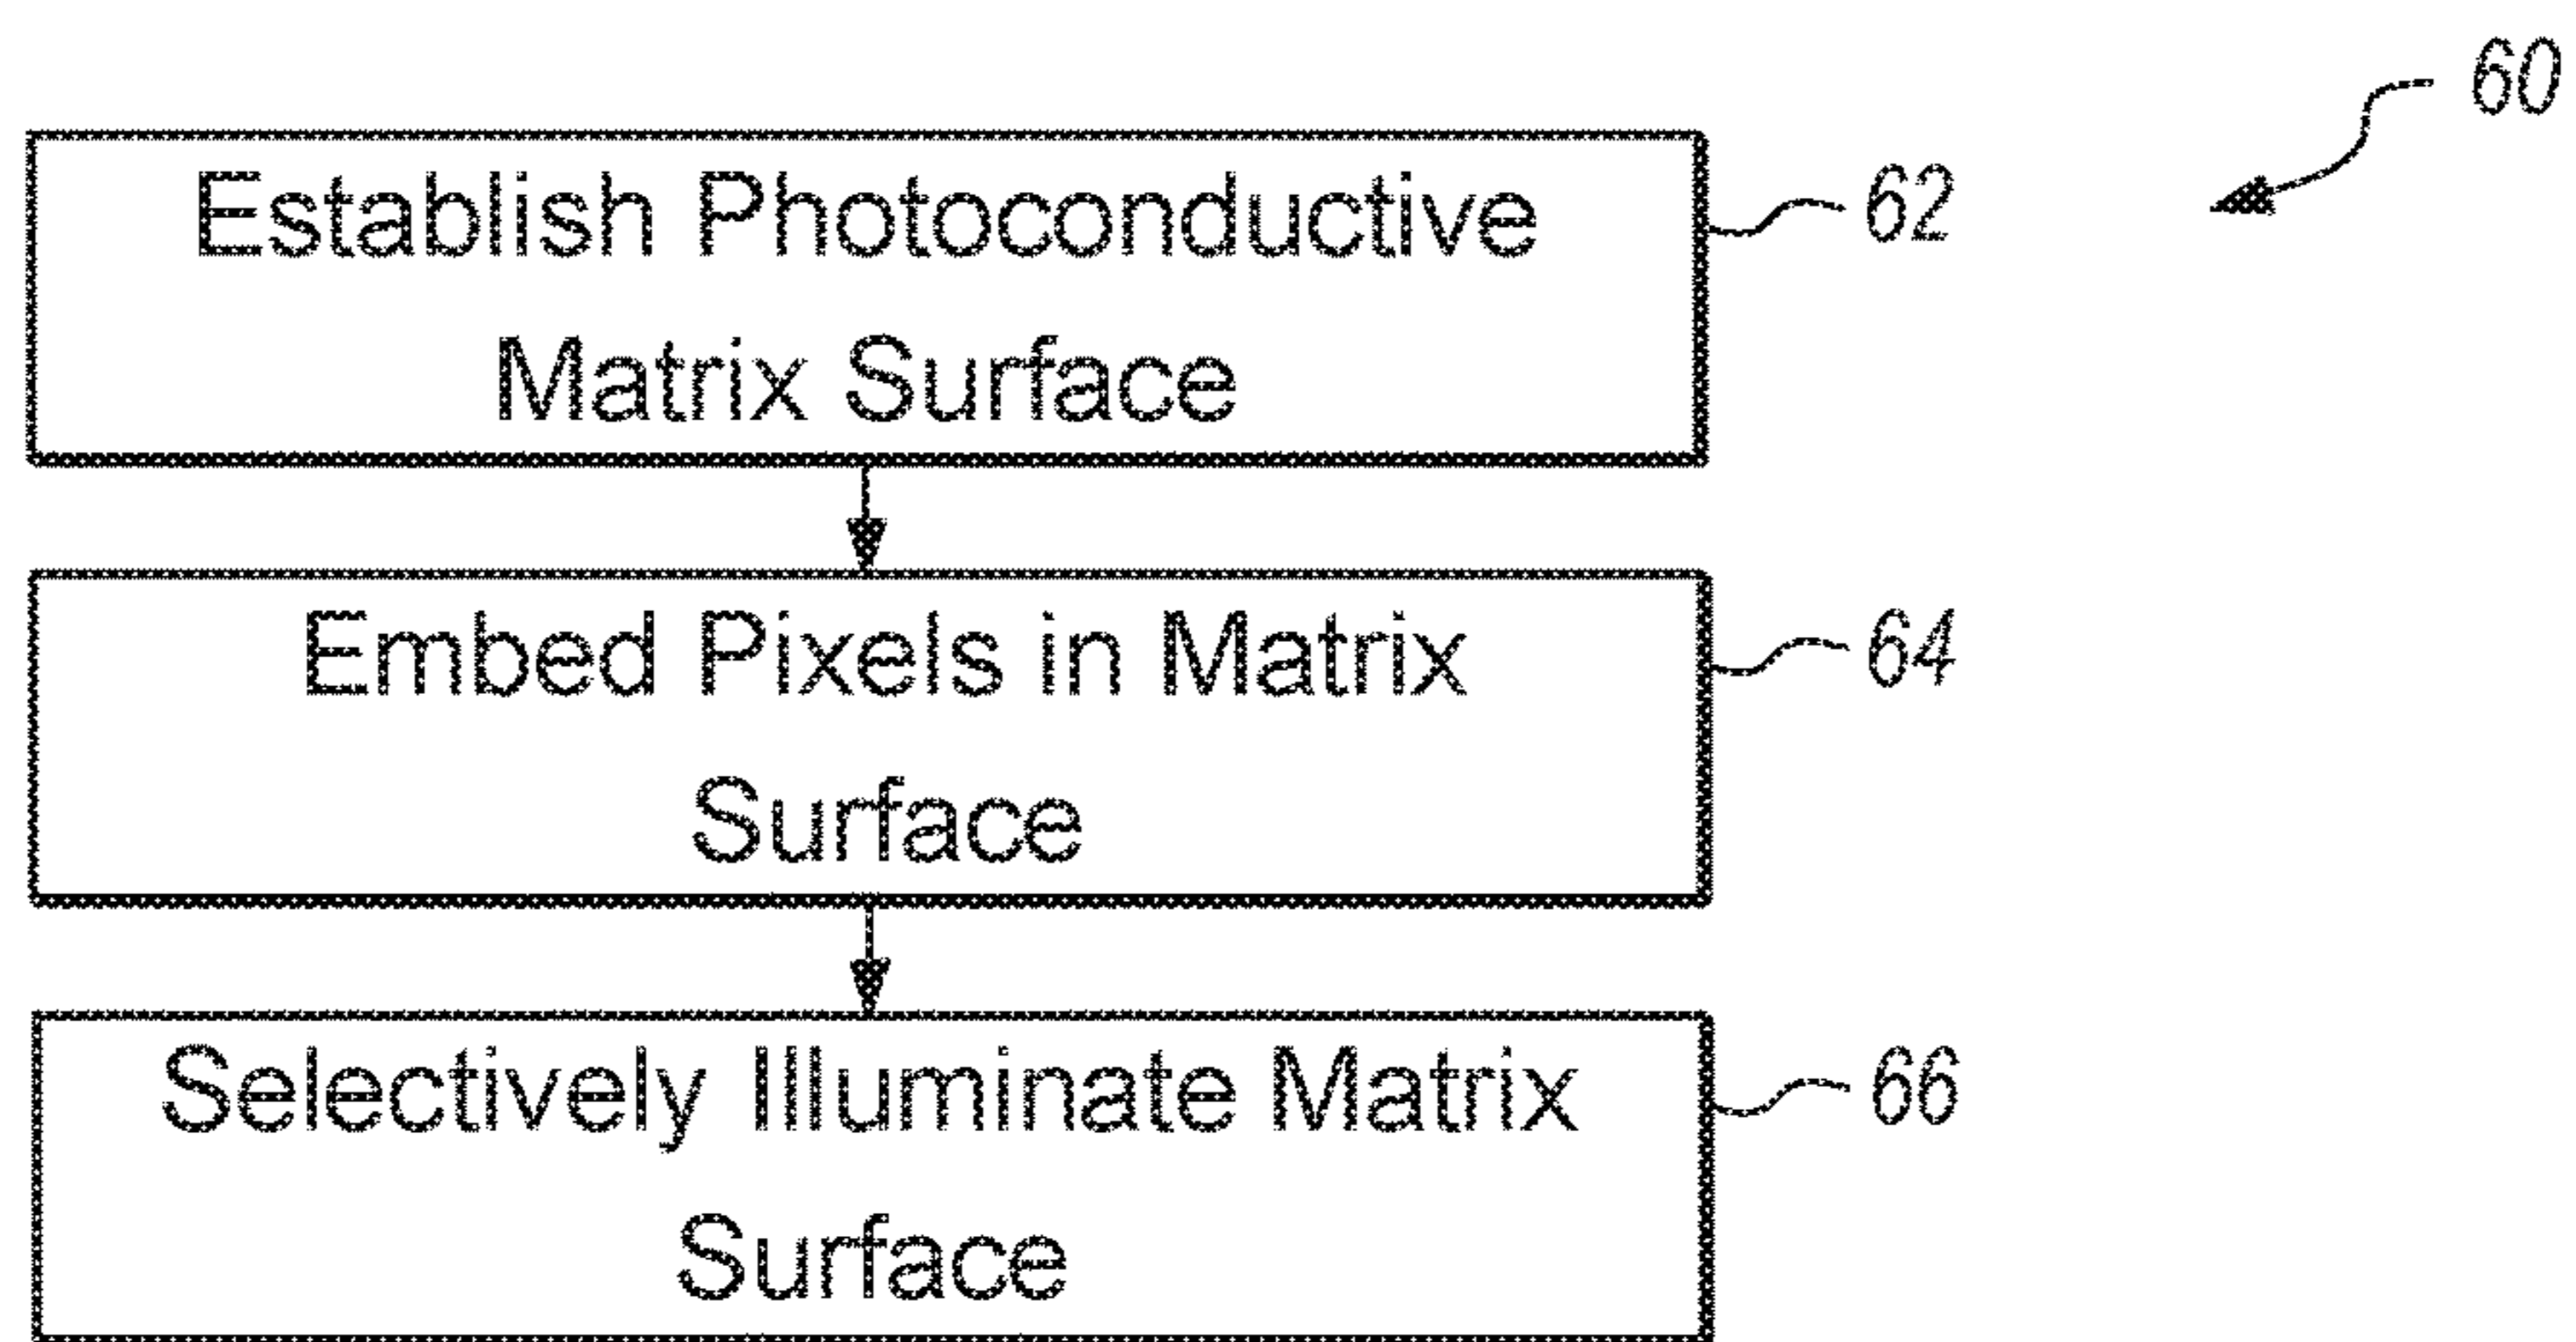 60
Establish Photoconductive
62
Matrix Surface
Embed Pixels in Matrix
64
Surface
Selectively Illuminate Matrix
66
Surface